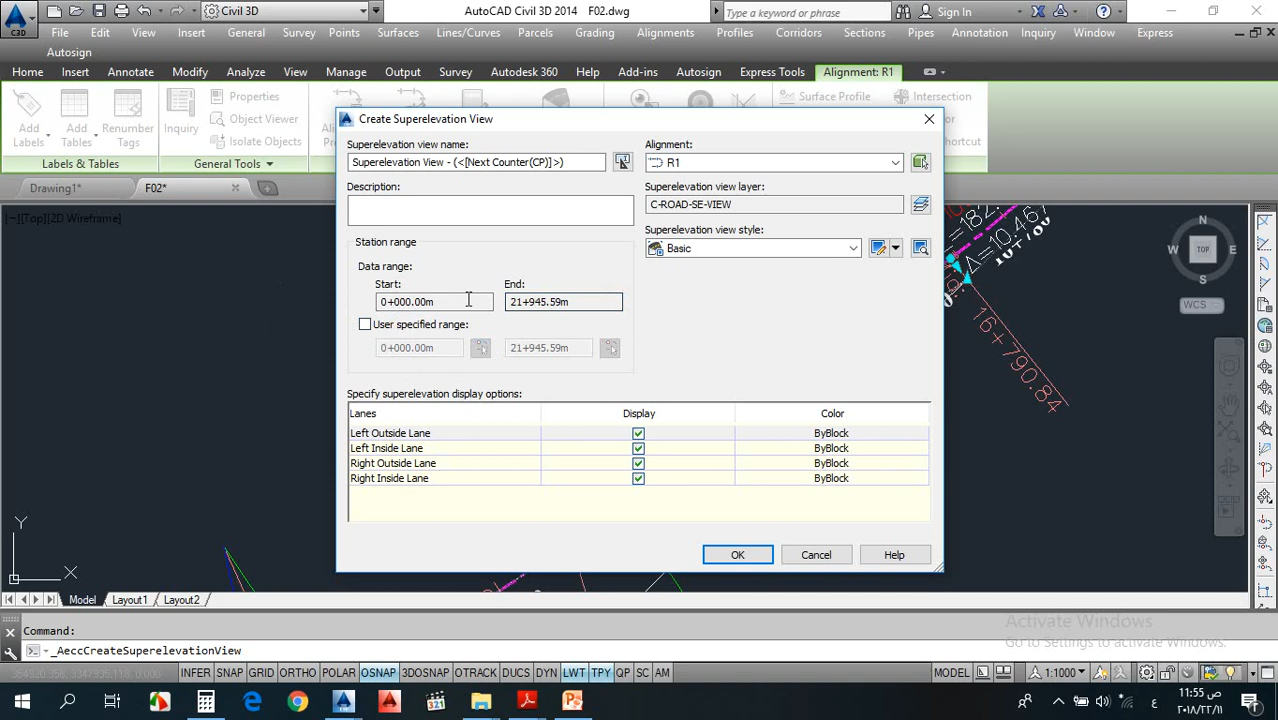 C3D
Civil 3D
AutoCAD Civil 3D 2014 F02.dwg
Type a keyword or phrase
Sign In
File Edit View Insert General Survey Points Surfaces Lines/Curves Parcels Grading Alignments Profiles Corridors Sections Pipes Annotation Inquiry Window Express
Autosign
Home Insert Annotate Modify Analyze View Manage Output Survey Autodesk 360 Help Add-ins Autosign Express Tools Alignment: R1
Add Labels
Add Tables
Renumber Tags
Inquiry
Properties
Object Viewer
Isolate Objects
Surface Profile
Intersection
Labels & Tables
General Tools
Drawing1*
F02*
[−][Top][2D Wireframe]
Create Superelevation View
Superelevation view name:
Superelevation View - (<[Next Counter(CP)]>)
Description:
Station range
Data range:
Start: End:
0+000.00m 21+945.59m
User specified range:
0+000.00m 21+945.59m
Alignment:
R1
Superelevation view layer:
C-ROAD-SE-VIEW
Superelevation view style:
Basic
Specify superelevation display options:
Lanes Display Color
Left Outside Lane ByBlock
Left Inside Lane ByBlock
Right Outside Lane ByBlock
Right Inside Lane ByBlock
OK Cancel Help
Δ=10.467
16+790.84
N
W TOP E
S
WCS
Y
X
Model Layout1 Layout2
Activate Windows
Go to Settings to activate Windows.
Command:
_AeccCreateSuperelevationView
INFER SNAP GRID ORTHO POLAR OSNAP 3DOSNAP OTRACK DUCS DYN LWT TPY QP SC AM
MODEL
1:1000
ع
11:55 ص
٢٠١٨/٢٢/١١